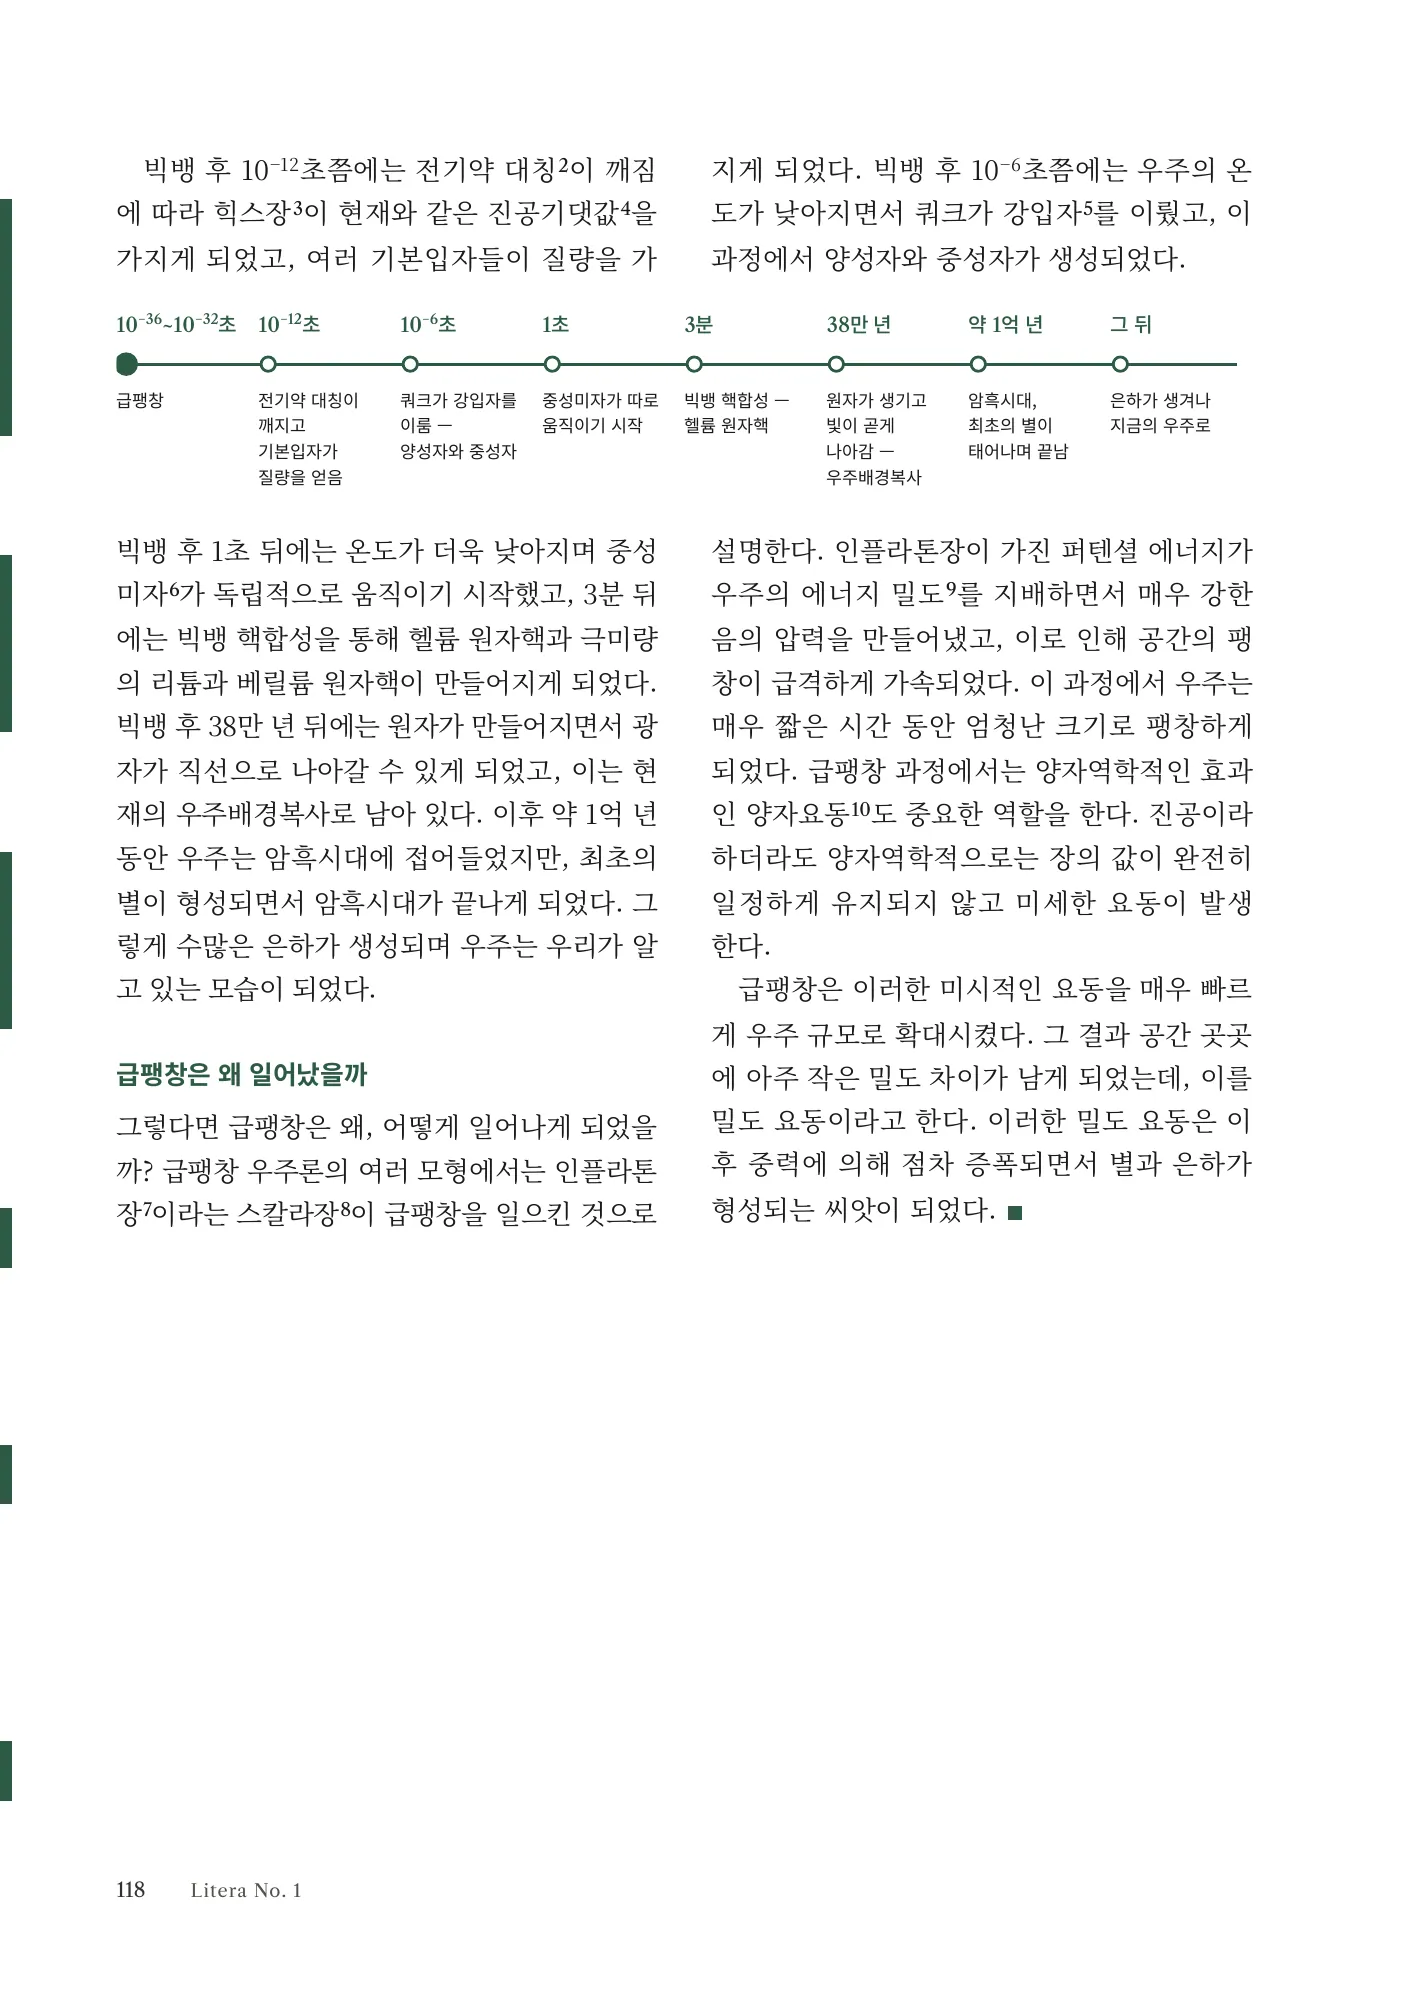 빅뱅 후 10⁻¹²초쯤에는 전기약 대칭²이 깨짐
에 따라 힉스장³이 현재와 같은 진공기댓값⁴을
가지게 되었고, 여러 기본입자들이 질량을 가
지게 되었다. 빅뱅 후 10⁻⁶초쯤에는 우주의 온
도가 낮아지면서 쿼크가 강입자⁵를 이뤘고, 이
과정에서 양성자와 중성자가 생성되었다.
10⁻³⁶~10⁻³²초
급팽창
10⁻¹²초
전기약 대칭이
깨지고
기본입자가
질량을 얻음
10⁻⁶초
쿼크가 강입자를
이룸 —
양성자와 중성자
1초
중성미자가 따로
움직이기 시작
3분
빅뱅 핵합성 —
헬륨 원자핵
38만 년
원자가 생기고
빛이 곧게
나아감 —
우주배경복사
약 1억 년
암흑시대,
최초의 별이
태어나며 끝남
그 뒤
은하가 생겨나
지금의 우주로
빅뱅 후 1초 뒤에는 온도가 더욱 낮아지며 중성
미자⁶가 독립적으로 움직이기 시작했고, 3분 뒤
에는 빅뱅 핵합성을 통해 헬륨 원자핵과 극미량
의 리튬과 베릴륨 원자핵이 만들어지게 되었다.
빅뱅 후 38만 년 뒤에는 원자가 만들어지면서 광
자가 직선으로 나아갈 수 있게 되었고, 이는 현
재의 우주배경복사로 남아 있다. 이후 약 1억 년
동안 우주는 암흑시대에 접어들었지만, 최초의
별이 형성되면서 암흑시대가 끝나게 되었다. 그
렇게 수많은 은하가 생성되며 우주는 우리가 알
고 있는 모습이 되었다.
급팽창은 왜 일어났을까
그렇다면 급팽창은 왜, 어떻게 일어나게 되었을
까? 급팽창 우주론의 여러 모형에서는 인플라톤
장⁷이라는 스칼라장⁸이 급팽창을 일으킨 것으로
설명한다. 인플라톤장이 가진 퍼텐셜 에너지가
우주의 에너지 밀도⁹를 지배하면서 매우 강한
음의 압력을 만들어냈고, 이로 인해 공간의 팽
창이 급격하게 가속되었다. 이 과정에서 우주는
매우 짧은 시간 동안 엄청난 크기로 팽창하게
되었다. 급팽창 과정에서는 양자역학적인 효과
인 양자요동¹⁰도 중요한 역할을 한다. 진공이라
하더라도 양자역학적으로는 장의 값이 완전히
일정하게 유지되지 않고 미세한 요동이 발생
한다.
급팽창은 이러한 미시적인 요동을 매우 빠르
게 우주 규모로 확대시켰다. 그 결과 공간 곳곳
에 아주 작은 밀도 차이가 남게 되었는데, 이를
밀도 요동이라고 한다. 이러한 밀도 요동은 이
후 중력에 의해 점차 증폭되면서 별과 은하가
형성되는 씨앗이 되었다. ■
118 Litera No. 1